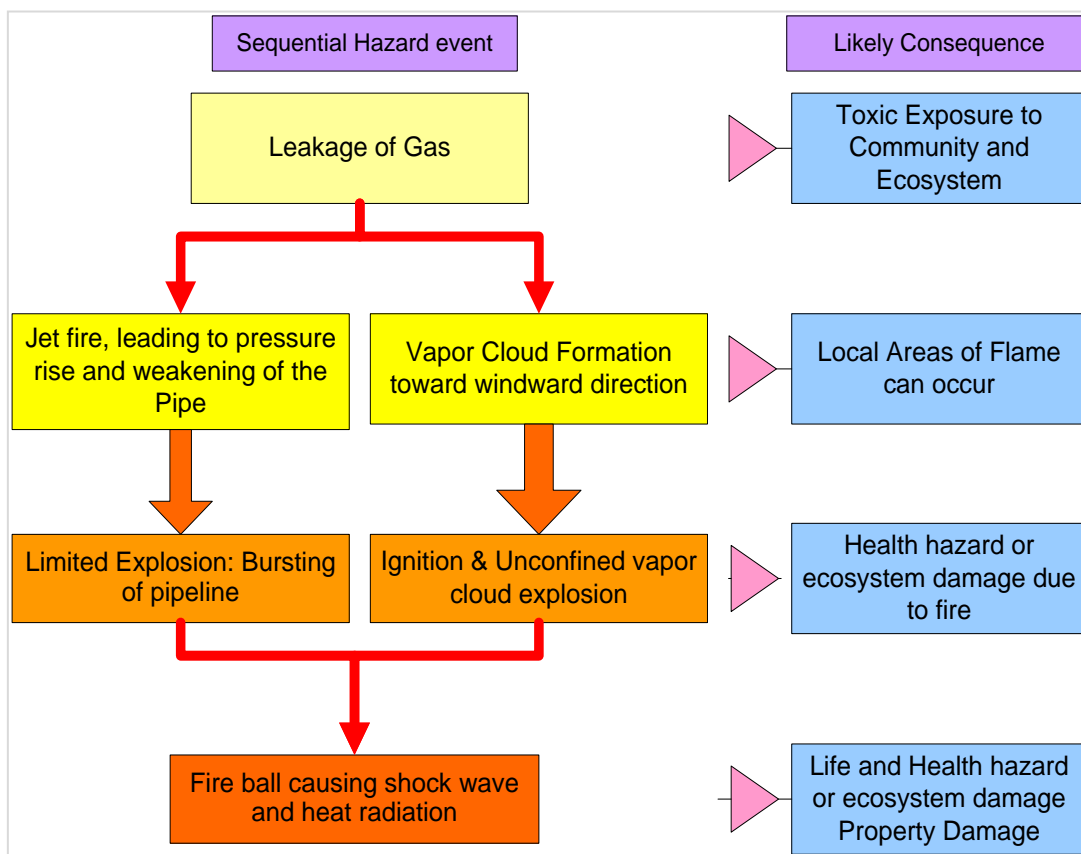 Sequential Hazard event
Likely Consequence
Leakage of Gas
Toxic Exposure to
Community and
Ecosystem
Jet fire, leading to pressure
rise and weakening of the
Pipe
Vapor Cloud Formation
toward windward direction
Local Areas of Flame
can occur
Limited Explosion: Bursting
of pipeline
Ignition & Unconfined vapor
cloud explosion
Health hazard or
ecosystem damage due
to fire
Fire ball causing shock wave
and heat radiation
Life and Health hazard
or ecosystem damage
Property Damage